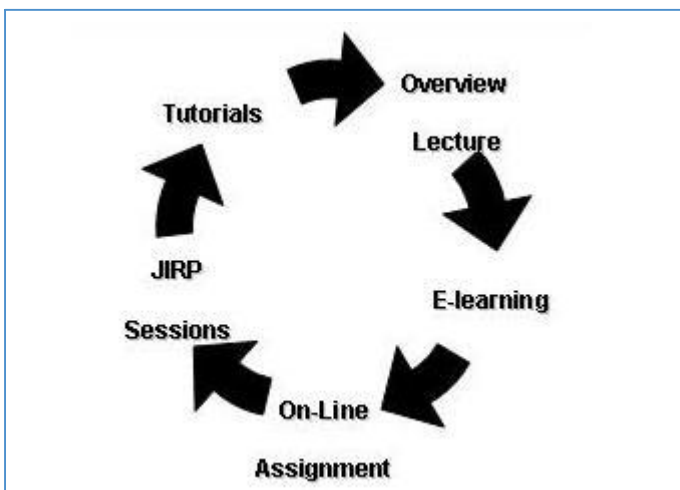 Overview
Lecture
E-learning
On-Line
Assignment
JIRP
Sessions
Tutorials